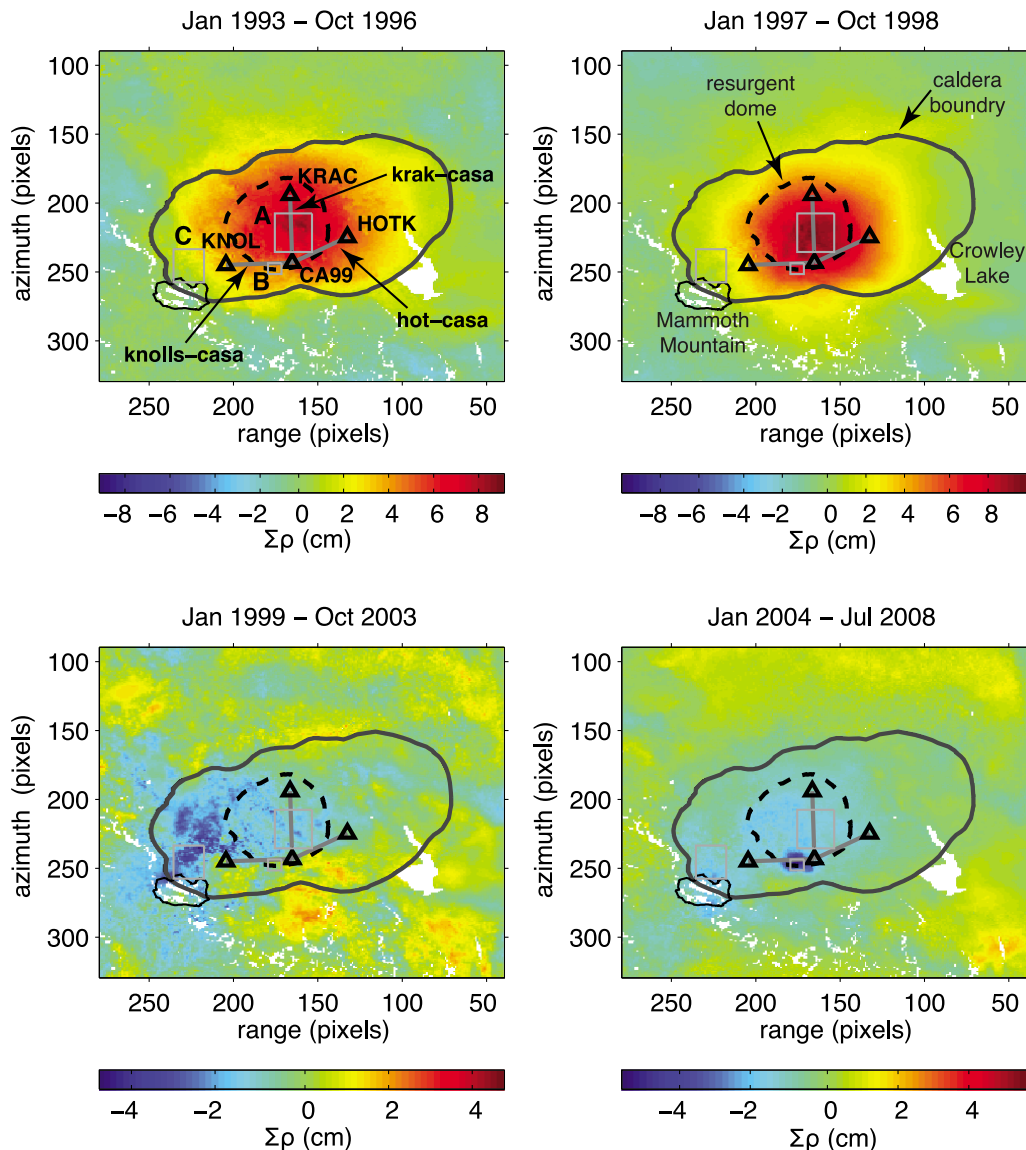 Jan 1993 – Oct 1996
100
150
200
250
300
azimuth (pixels)
KRAC
krak–casa
A
HOTK
C
KNOL
B
CA99
hot–casa
knolls–casa
250
200
150
100
50
range (pixels)
−8
−6
−4
−2
0
2
4
6
8
Σρ (cm)
Jan 1997 – Oct 1998
100
150
200
250
300
azimuth (pixels)
resurgent
dome
caldera
boundry
Crowley
Lake
Mammoth
Mountain
250
200
150
100
50
range (pixels)
−8
−6
−4
−2
0
2
4
6
8
Σρ (cm)
Jan 1999 – Oct 2003
100
150
200
250
300
azimuth (pixels)
250
200
150
100
50
range (pixels)
−4
−2
0
2
4
Σρ (cm)
Jan 2004 – Jul 2008
100
150
200
250
300
azimuth (pixels)
250
200
150
100
50
range (pixels)
−4
−2
0
2
4
Σρ (cm)